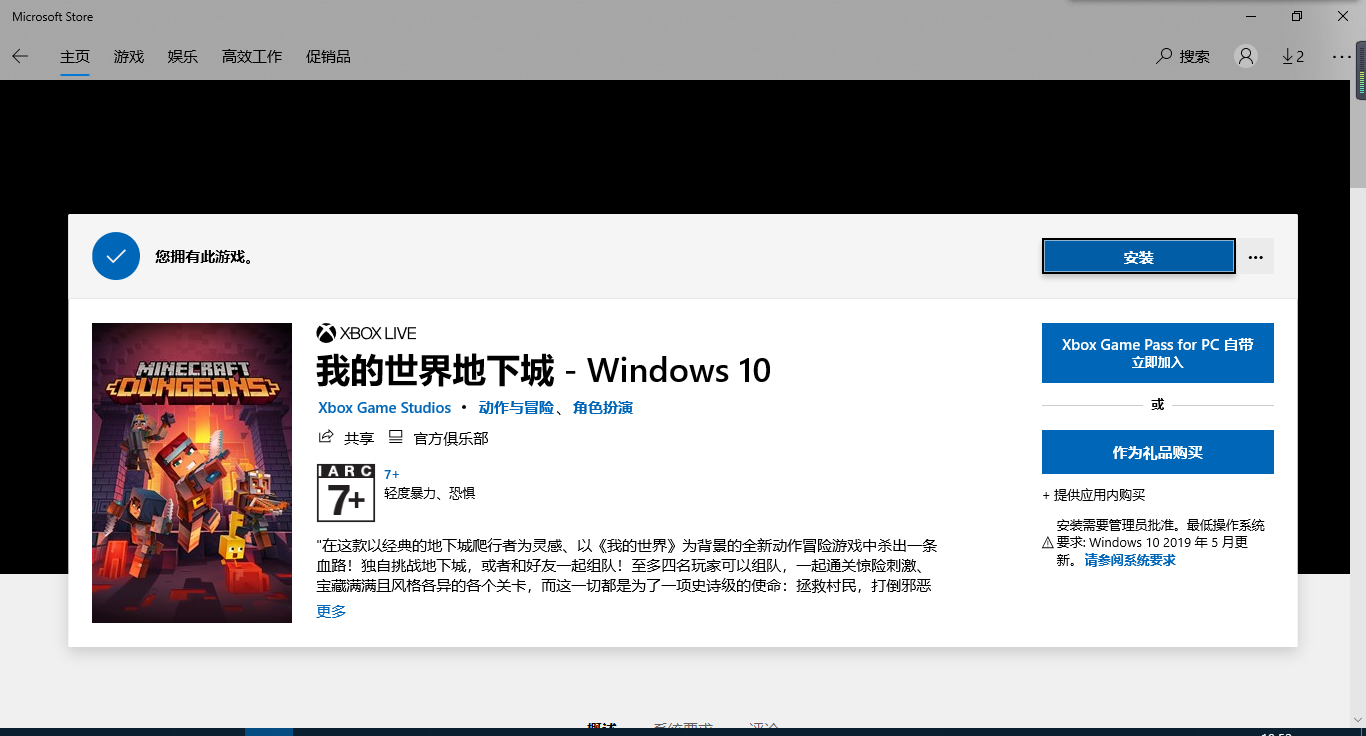 Microsoft Store
主页 游戏 娱乐 高效工作 促销品 搜索 2
您拥有此游戏。
安装
MINECRAFT
DUNGEONS
XBOX LIVE
我的世界地下城 - Windows 10
Xbox Game Studios • 动作与冒险、角色扮演
共享 官方俱乐部
IARC
7+
7+
轻度暴力、恐惧
"在这款以经典的地下城爬行者为灵感、以《我的世界》为背景的全新动作冒险游戏中杀出一条
血路！独自挑战地下城，或者和好友一起组队！至多四名玩家可以组队，一起通关惊险刺激、
宝藏满满且风格各异的各个关卡，而这一切都是为了一项史诗级的使命：拯救村民，打倒邪恶
更多
Xbox Game Pass for PC 自带
立即加入
或
作为礼品购买
+ 提供应用内购买
安装需要管理员批准。最低操作系统
要求: Windows 10 2019 年 5 月更
新。请参阅系统要求
概述 系统要求 评论